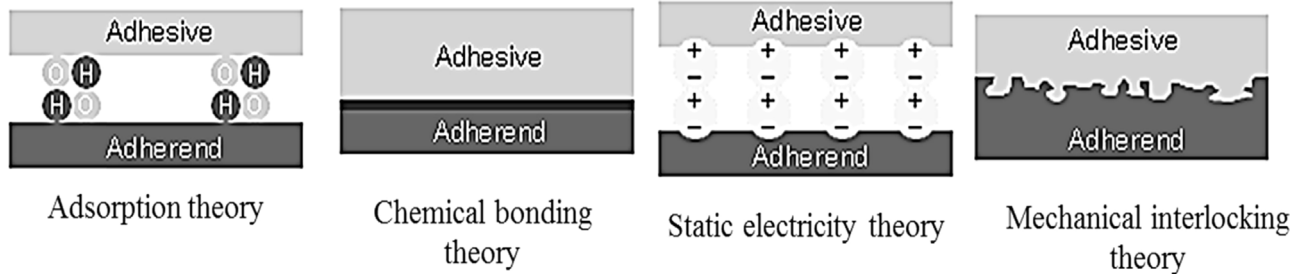 Adhesive
O H
O H
H O
H O
Adherend
Adsorption theory
Adhesive
Adherend
Chemical bonding
theory
Adhesive
+ + + +
− − − −
+ + + +
− − − −
Adherend
Static electricity theory
Adhesive
Adherend
Mechanical interlocking
theory